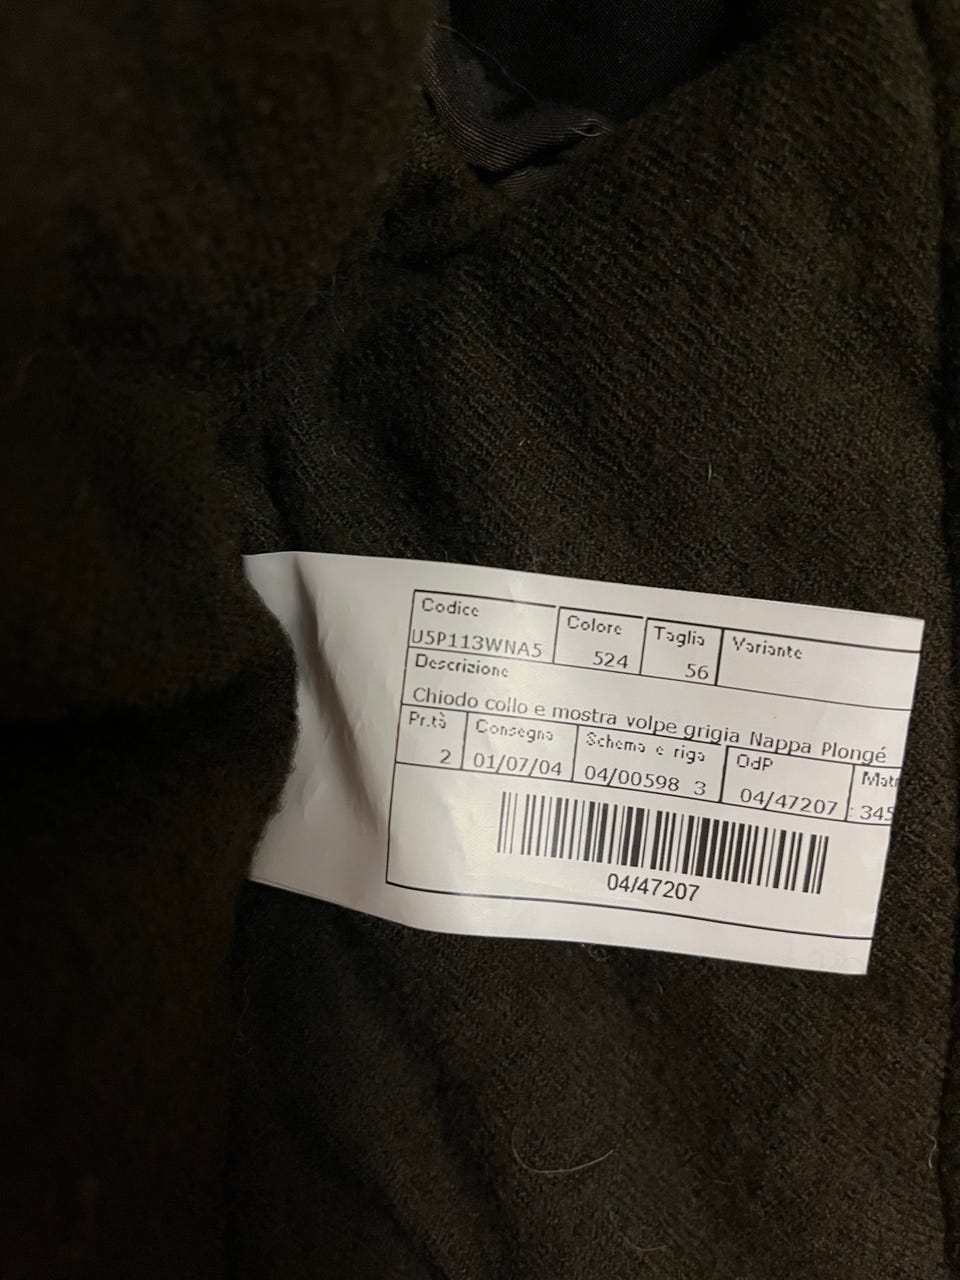 Codice Colore Taglia Variante
U5P113WNA5 524 56
Descrizione
Chiodo collo e mostra volpe grigia Nappa Plongé
Pr.tà Consegna Schema e riga OdP
2 01/07/04 04/00598 3 04/47207 345
04/47207